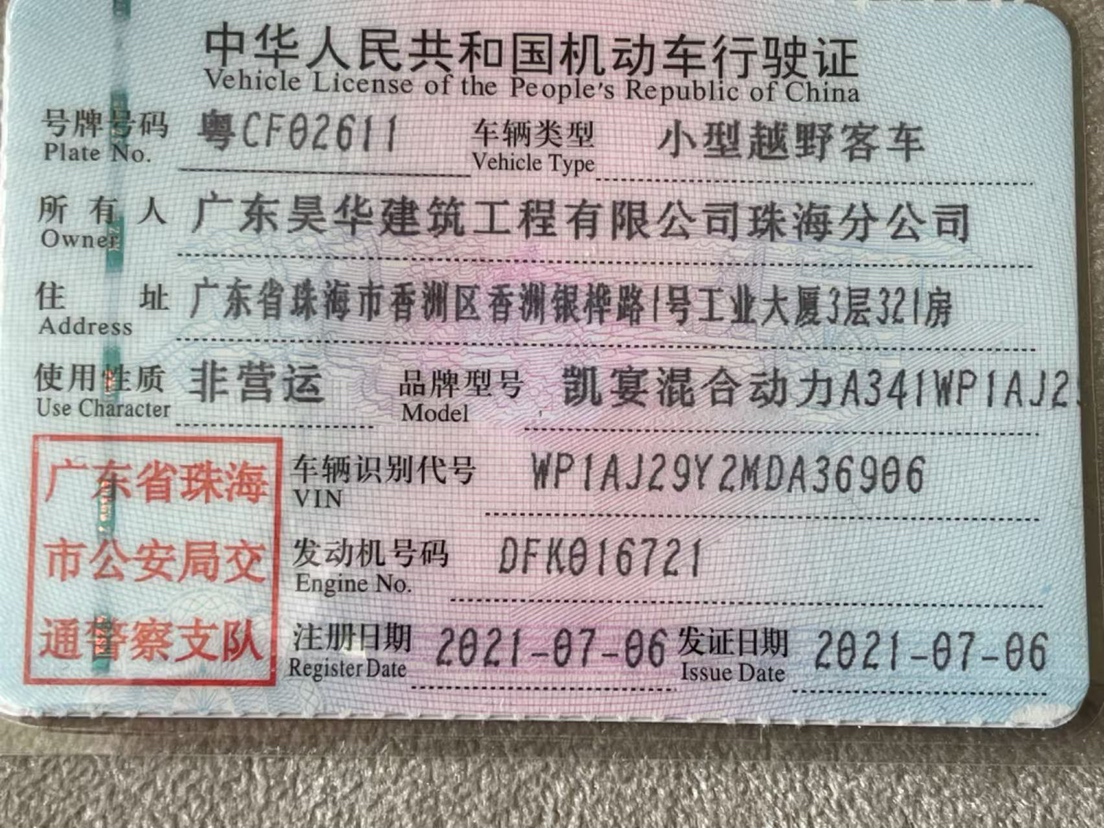 中华人民共和国机动车行驶证
Vehicle License of the People's Republic of China
号牌号码 粤CF02611 车辆类型 小型越野客车
Plate No. Vehicle Type
所有人 广东昊华建筑工程有限公司珠海分公司
Owner
住址 广东省珠海市香洲区香洲银桦路1号工业大厦3层321房
Address
使用性质 非营运 品牌型号 凯宴混合动力A341WP1AJ29
Use Character Model
广东省珠海
市公安局交
通警察支队
车辆识别代号 WP1AJ29Y2MDA36906
VIN
发动机号码 DFK016721
Engine No.
注册日期 2021-07-06 发证日期 2021-07-06
Register Date Issue Date